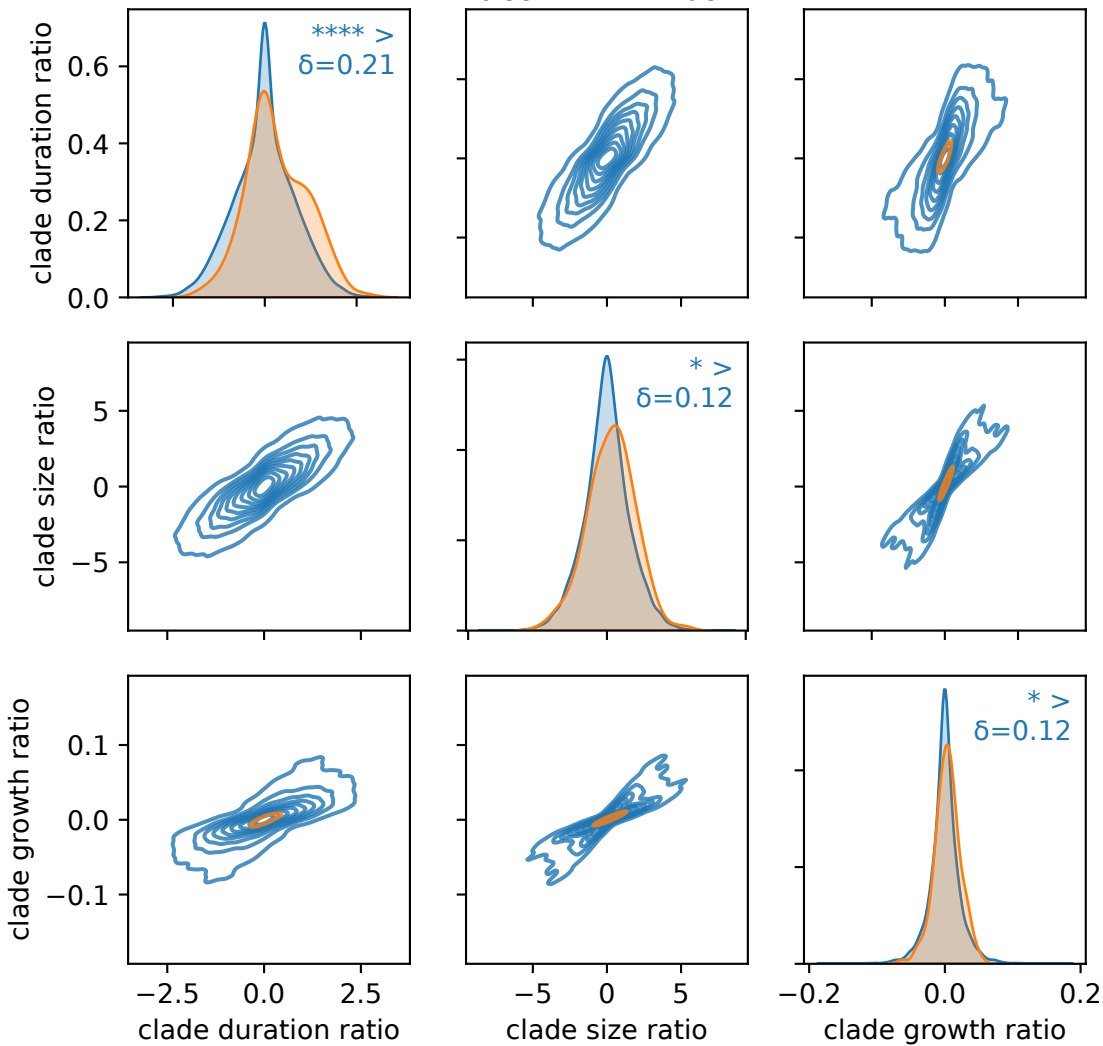 clade duration ratio
0.6
0.4
0.2
0.0
**** >
δ=0.21
clade size ratio
5
0
−5
* >
δ=0.12
clade growth ratio
0.1
0.0
−0.1
* >
δ=0.12
−2.5 0.0 2.5
−5 0 5
−0.2 0.0 0.2
clade duration ratio
clade size ratio
clade growth ratio